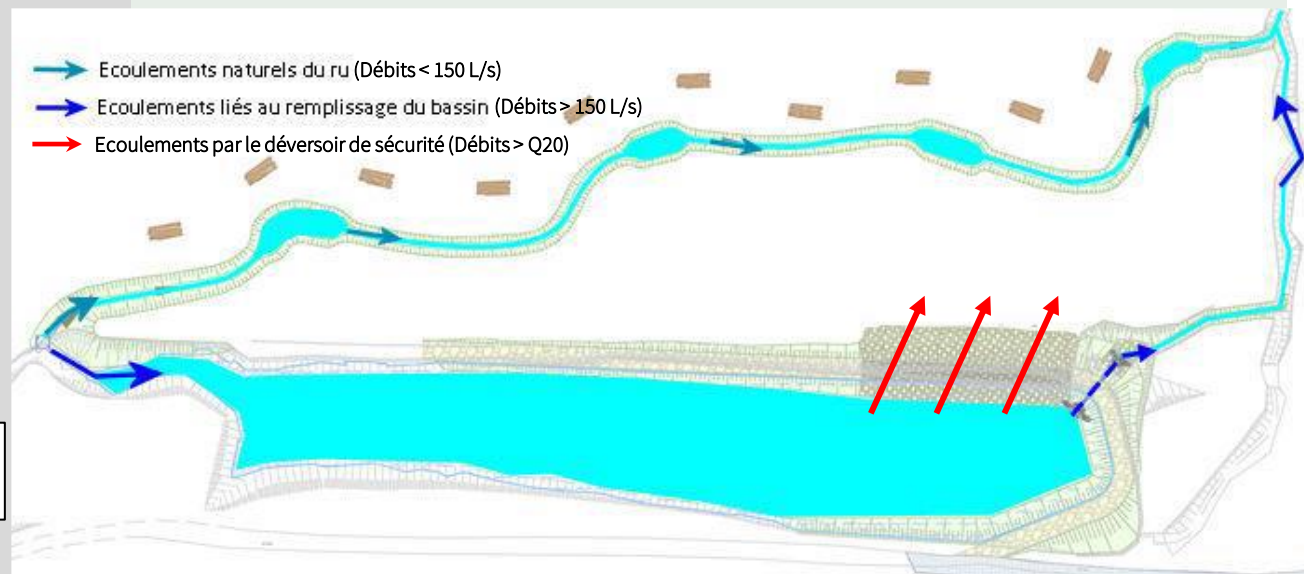 Ecoulements naturels du ru (Débits < 150 L/s)
Ecoulements liés au remplissage du bassin (Débits > 150 L/s)
Ecoulements par le déversoir de sécurité (Débits > Q20)